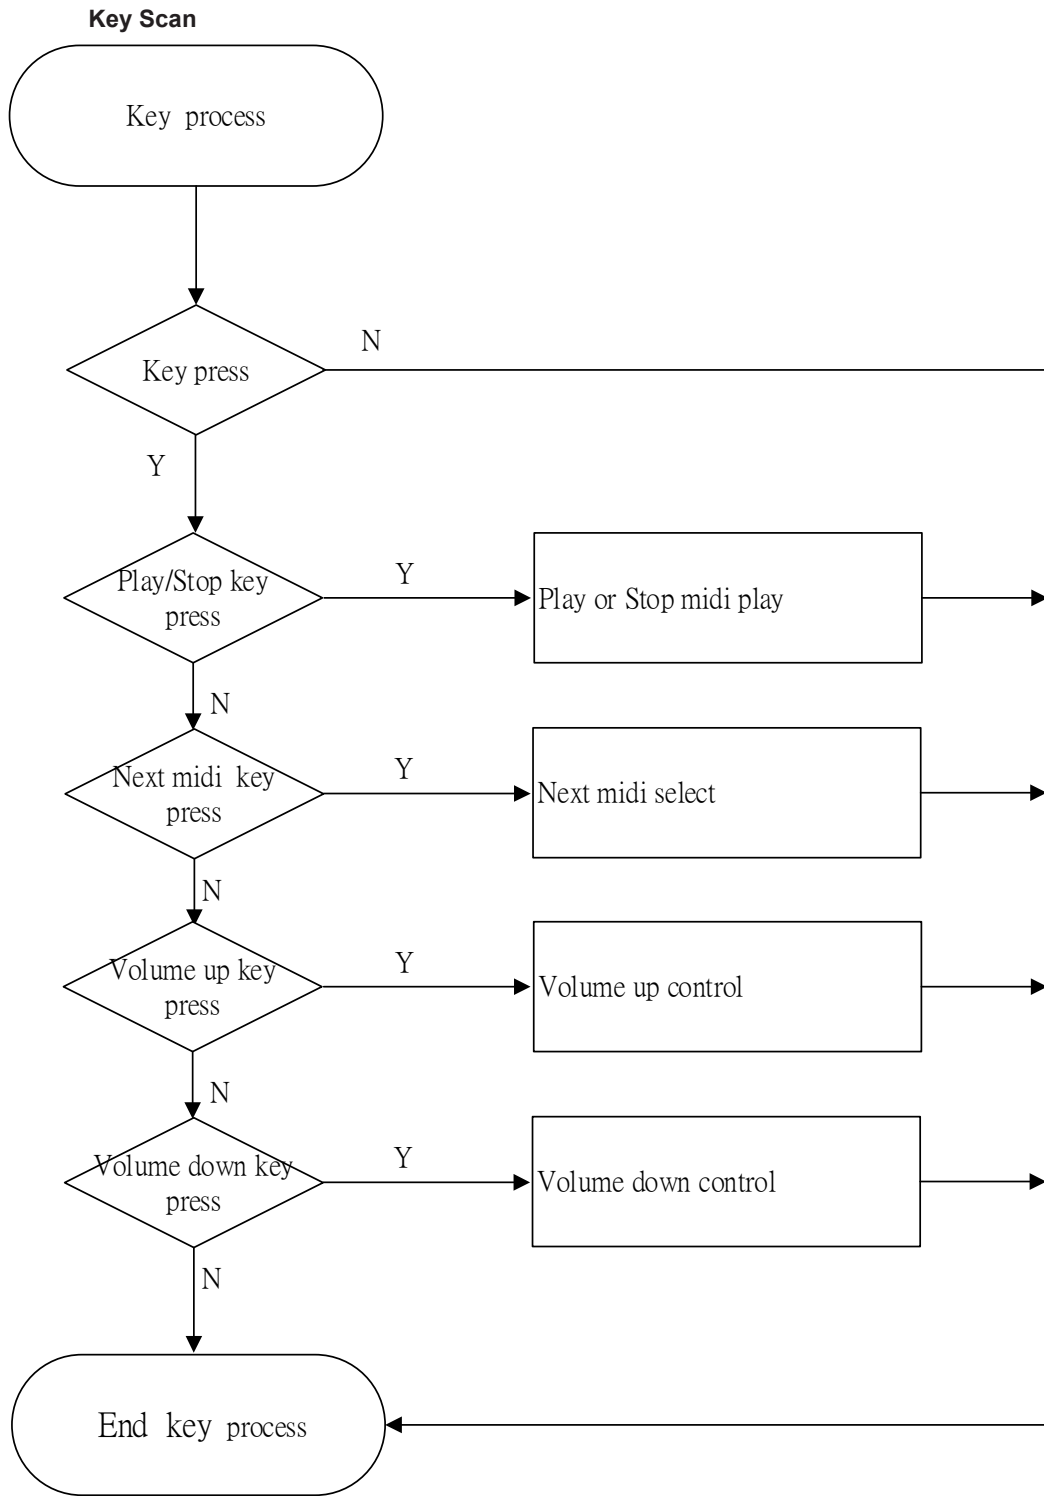 Key Scan
Key process
N
Key press
Y
Play/Stop key
press
Y
Play or Stop midi play
N
Next midi key
press
Y
Next midi select
N
Volume up key
press
Y
Volume up control
N
Volume down key
press
Y
Volume down control
N
End key process